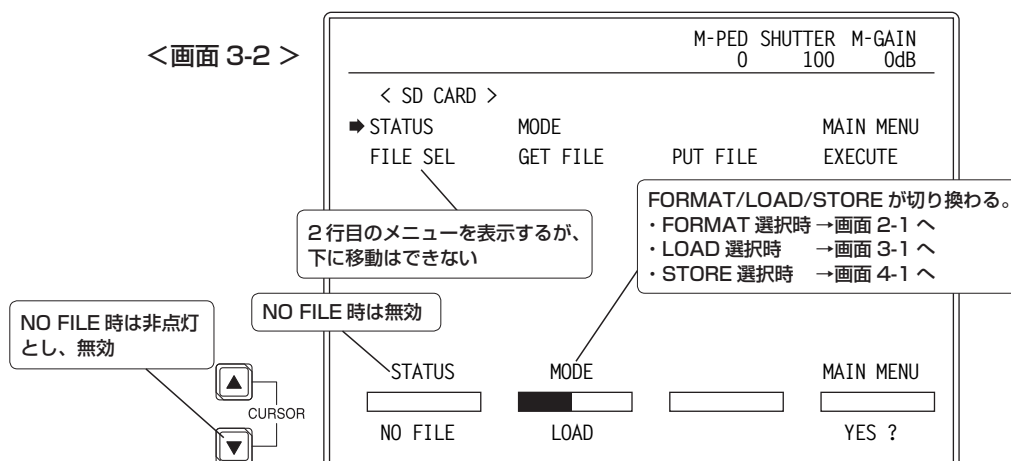 <画面 3-2 >
M-PED SHUTTER M-GAIN
0 100 0dB
< SD CARD >
➡ STATUS MODE MAIN MENU
FILE SEL GET FILE PUT FILE EXECUTE
2 行目のメニューを表示するが、
下に移動はできない
FORMAT/LOAD/STORE が切り換わる。
・FORMAT 選択時 →画面 2-1 へ
・LOAD 選択時 →画面 3-1 へ
・STORE 選択時 →画面 4-1 へ
NO FILE 時は無効
NO FILE 時は非点灯
とし、無効
▲
CURSOR
▼
STATUS MODE MAIN MENU
NO FILE LOAD YES ?